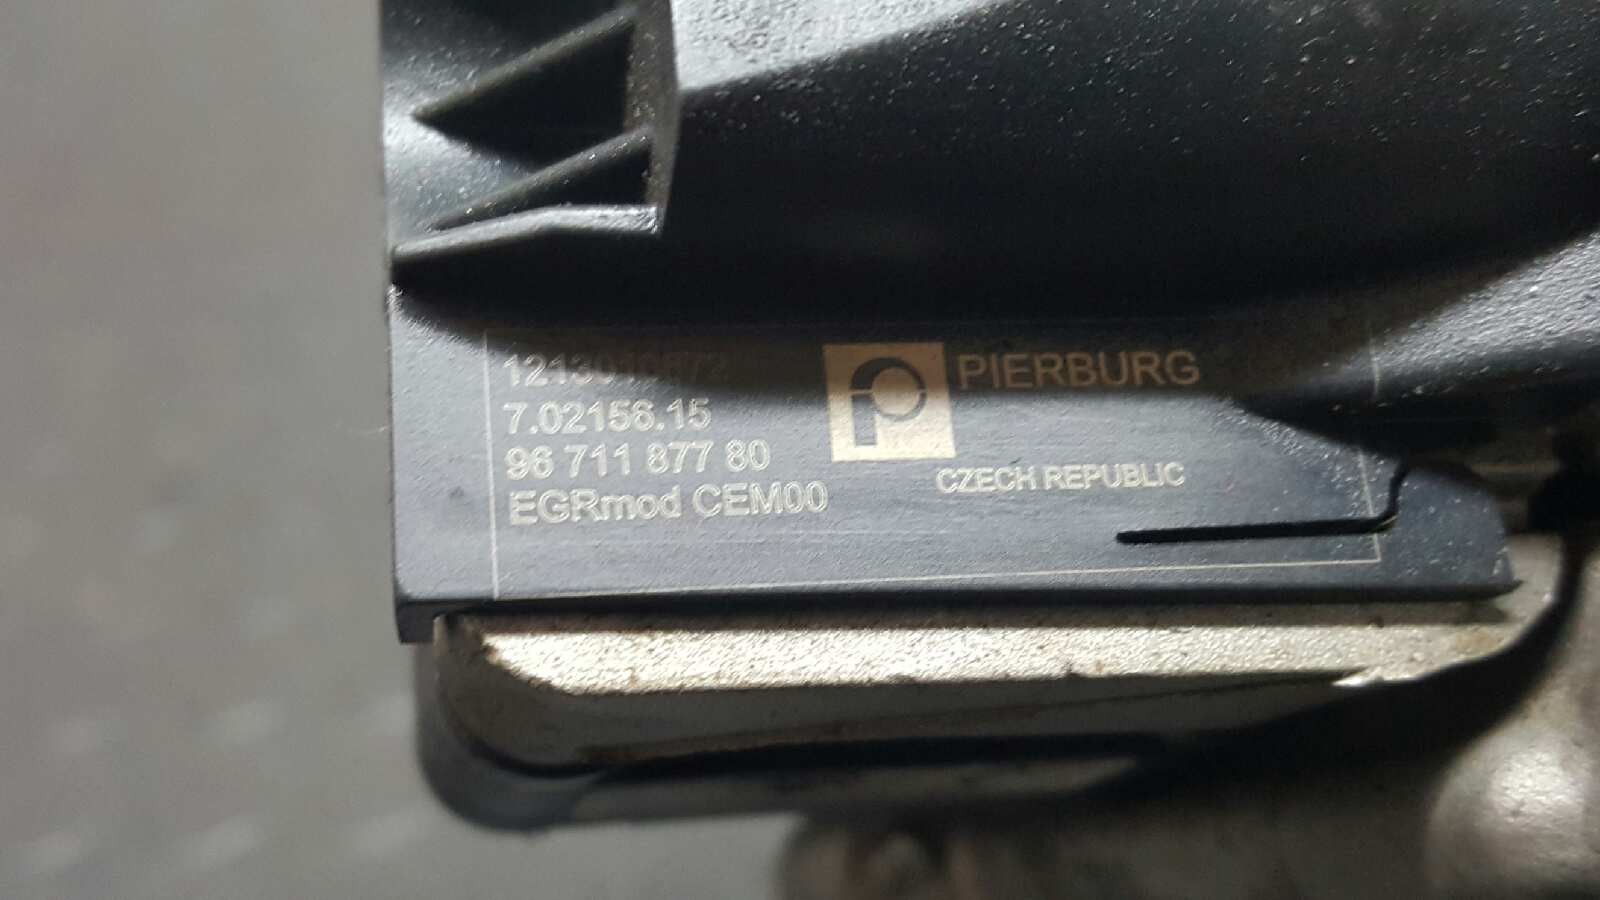 7.02156.15
96 711 877 80
EGRmod CEM00
PIERBURG
CZECH REPUBLIC